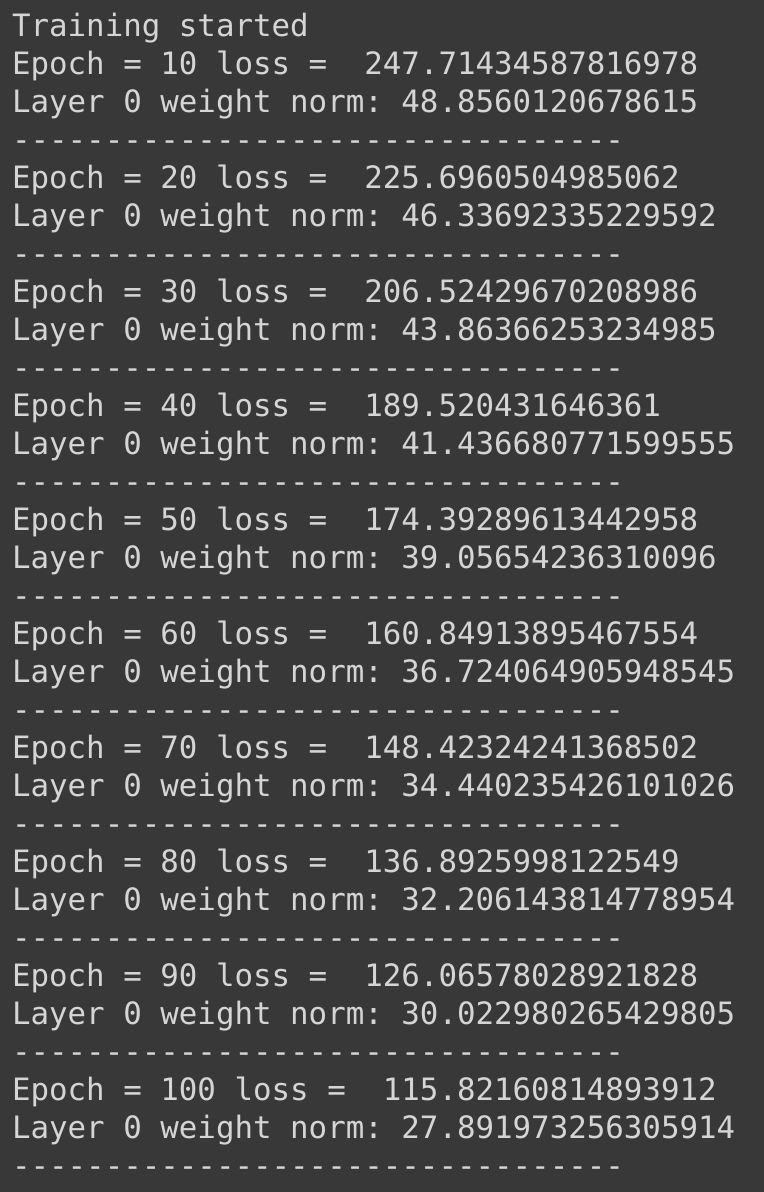 Training started
Epoch = 10 loss =  247.71434587816978
Layer 0 weight norm: 48.8560120678615
---------------------------------
Epoch = 20 loss =  225.6960504985062
Layer 0 weight norm: 46.33692335229592
---------------------------------
Epoch = 30 loss =  206.52429670208986
Layer 0 weight norm: 43.86366253234985
---------------------------------
Epoch = 40 loss =  189.520431646361
Layer 0 weight norm: 41.436680771599555
---------------------------------
Epoch = 50 loss =  174.39289613442958
Layer 0 weight norm: 39.05654236310096
---------------------------------
Epoch = 60 loss =  160.84913895467554
Layer 0 weight norm: 36.724064905948545
---------------------------------
Epoch = 70 loss =  148.42324241368502
Layer 0 weight norm: 34.440235426101026
---------------------------------
Epoch = 80 loss =  136.8925998122549
Layer 0 weight norm: 32.206143814778954
---------------------------------
Epoch = 90 loss =  126.06578028921828
Layer 0 weight norm: 30.022980265429805
---------------------------------
Epoch = 100 loss =  115.82160814893912
Layer 0 weight norm: 27.891973256305914
---------------------------------